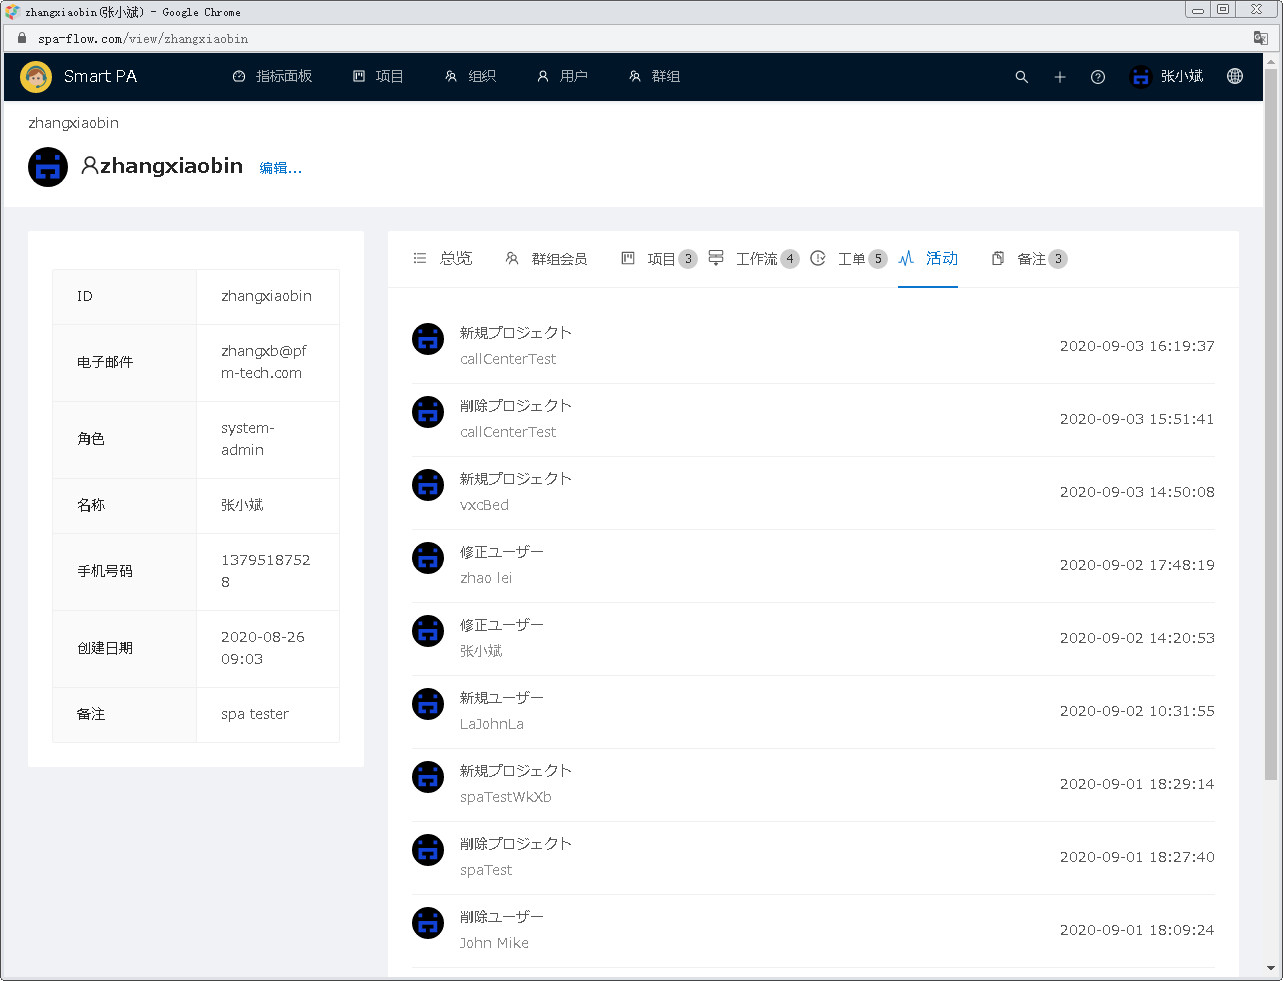 zhangxiaobin(张小斌) - Google Chrome
spa-flow.com/view/zhangxiaobin
Smart PA 指标面板 项目 组织 用户 群组 张小斌
zhangxiaobin
zhangxiaobin 编辑...
总览 群组会员 项目 3 工作流 4 工单 5 活动 备注 3
ID zhangxiaobin
电子邮件 zhangxb@pf
m-tech.com
角色 system-
admin
名称 张小斌
手机号码 1379518752
8
创建日期 2020-08-26
09:03
备注 spa tester
新規プロジェクト
callCenterTest
2020-09-03 16:19:37
削除プロジェクト
callCenterTest
2020-09-03 15:51:41
新規プロジェクト
vxcBed
2020-09-03 14:50:08
修正ユーザー
zhao lei
2020-09-02 17:48:19
修正ユーザー
张小斌
2020-09-02 14:20:53
新規ユーザー
LaJohnLa
2020-09-02 10:31:55
新規プロジェクト
spaTestWkXb
2020-09-01 18:29:14
削除プロジェクト
spaTest
2020-09-01 18:27:40
削除ユーザー
John Mike
2020-09-01 18:09:24